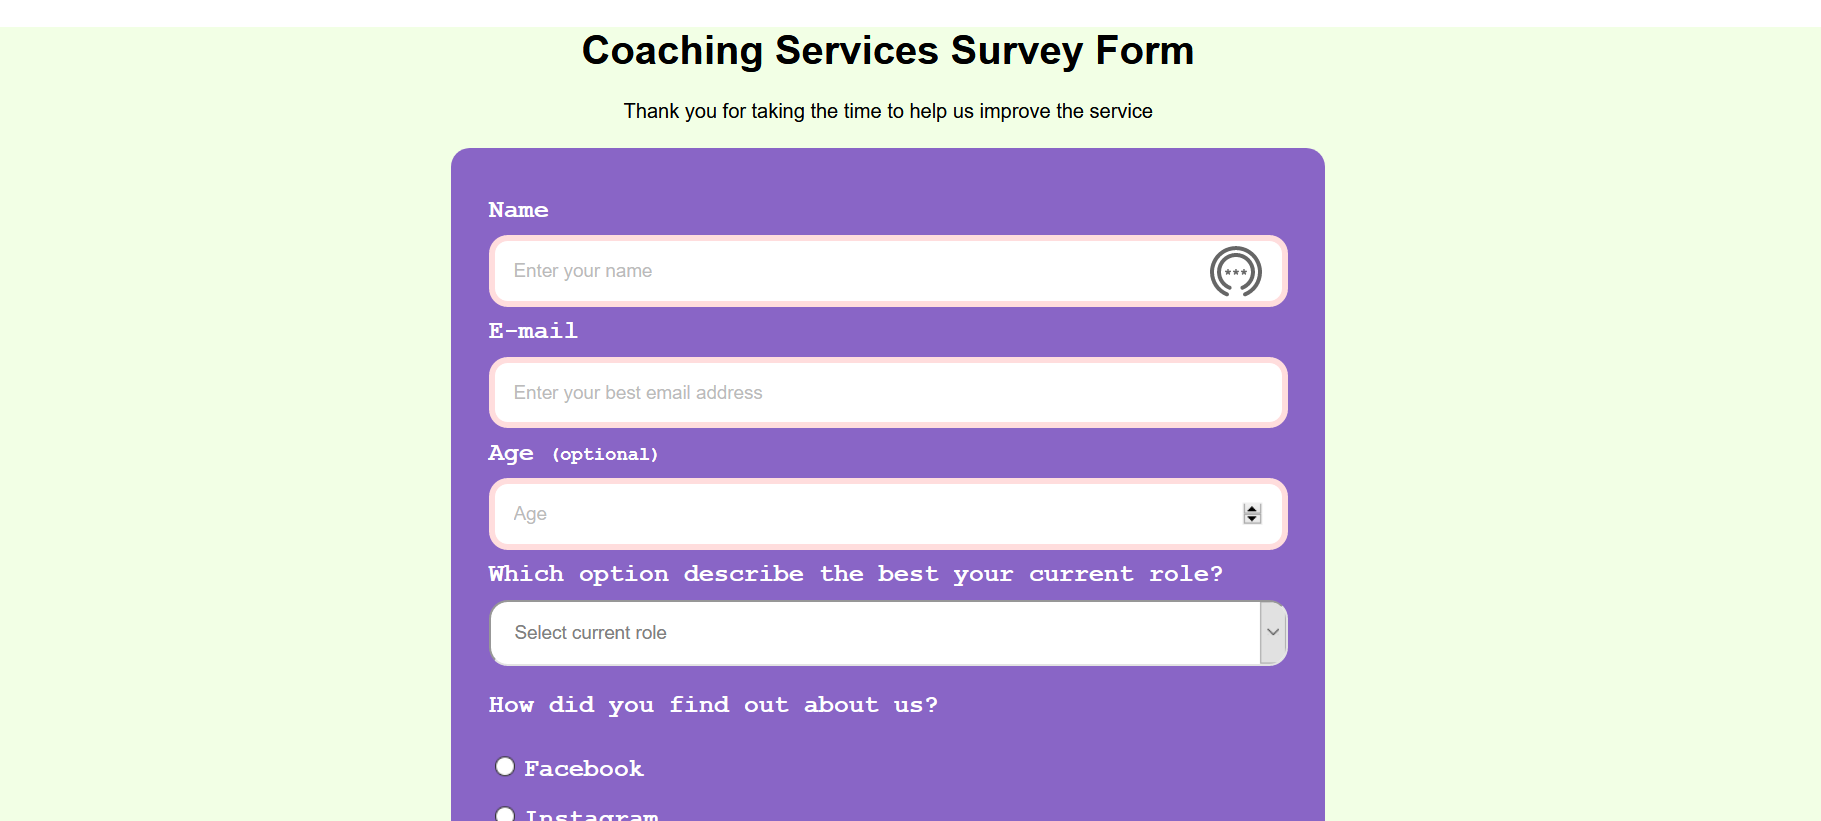 Coaching Services Survey Form
Thank you for taking the time to help us improve the service
Name
Enter your name
E-mail
Enter your best email address
Age (optional)
Age
Which option describe the best your current role?
Select current role
How did you find out about us?
Facebook
Instagram